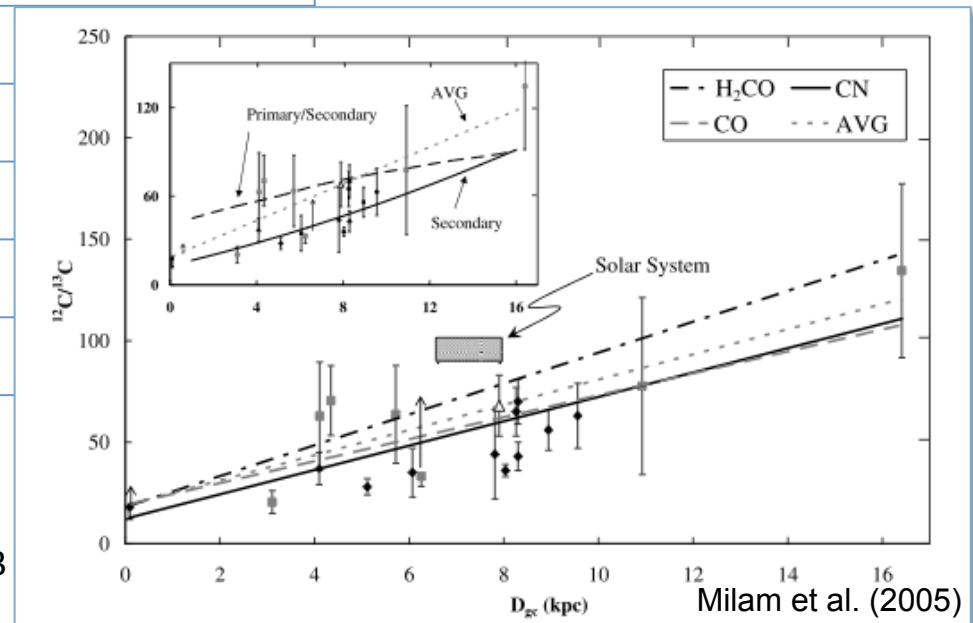 250
200
150
100
50
0
¹²C/¹³C
120
60
0
Primary/Secondary
AVG
Secondary
0 4 8 12 16
H₂CO CN
CO AVG
Solar System
0 2 4 6 8 10 12 14 16
D_gc (kpc)
Milam et al. (2005)